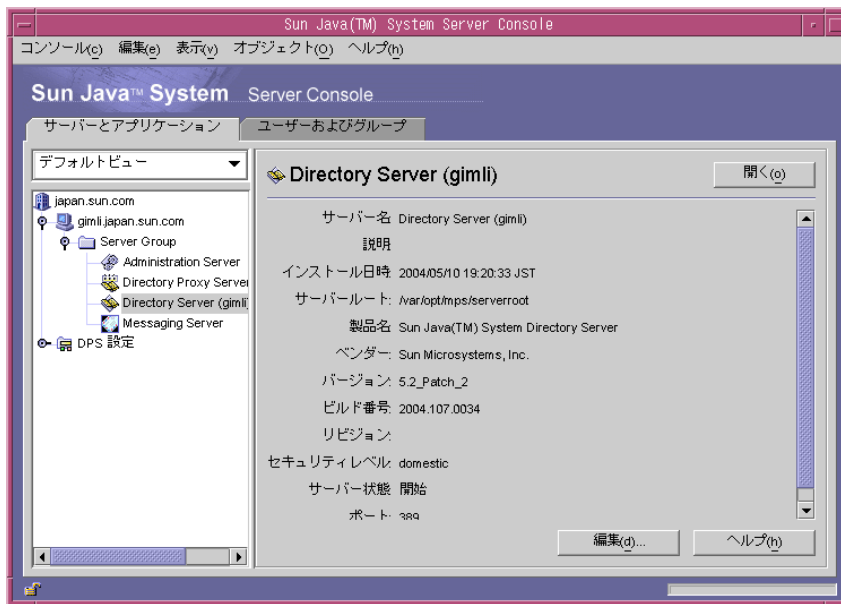 Sun Java(TM) System Server Console
コンソール(c) 編集(e) 表示(v) オブジェクト(O) ヘルプ(h)
Sun Java™ System Server Console
サーバーとアプリケーション ユーザーおよびグループ
デフォルトビュー
japan.sun.com
gimli.japan.sun.com
Server Group
Administration Server
Directory Proxy Server
Directory Server (gimli)
Messaging Server
DPS 設定
Directory Server (gimli) 開く(o)
サーバー名 Directory Server (gimli)
説明
インストール日時 2004/05/10 19:20:33 JST
サーバールート: /var/opt/mps/serverroot
製品名 Sun Java(TM) System Directory Server
ベンダー: Sun Microsystems, Inc.
バージョン: 5.2_Patch_2
ビルド番号: 2004.107.0034
リビジョン:
セキュリティレベル: domestic
サーバー状態 開始
ポート: 389
編集(d)... ヘルプ(h)